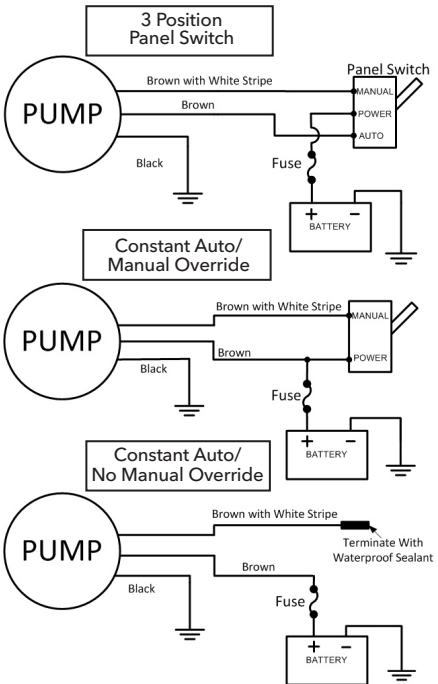 3 Position
Panel Switch
Panel Switch
Brown with White Stripe
MANUAL
PUMP
Brown
POWER
AUTO
Black
Fuse
+ −
BATTERY
Constant Auto/
Manual Override
Brown with White Stripe
MANUAL
PUMP
Brown
POWER
Black
Fuse
+ −
BATTERY
Constant Auto/
No Manual Override
Brown with White Stripe
PUMP
Terminate With
Waterproof Sealant
Brown
Black
Fuse
+ −
BATTERY